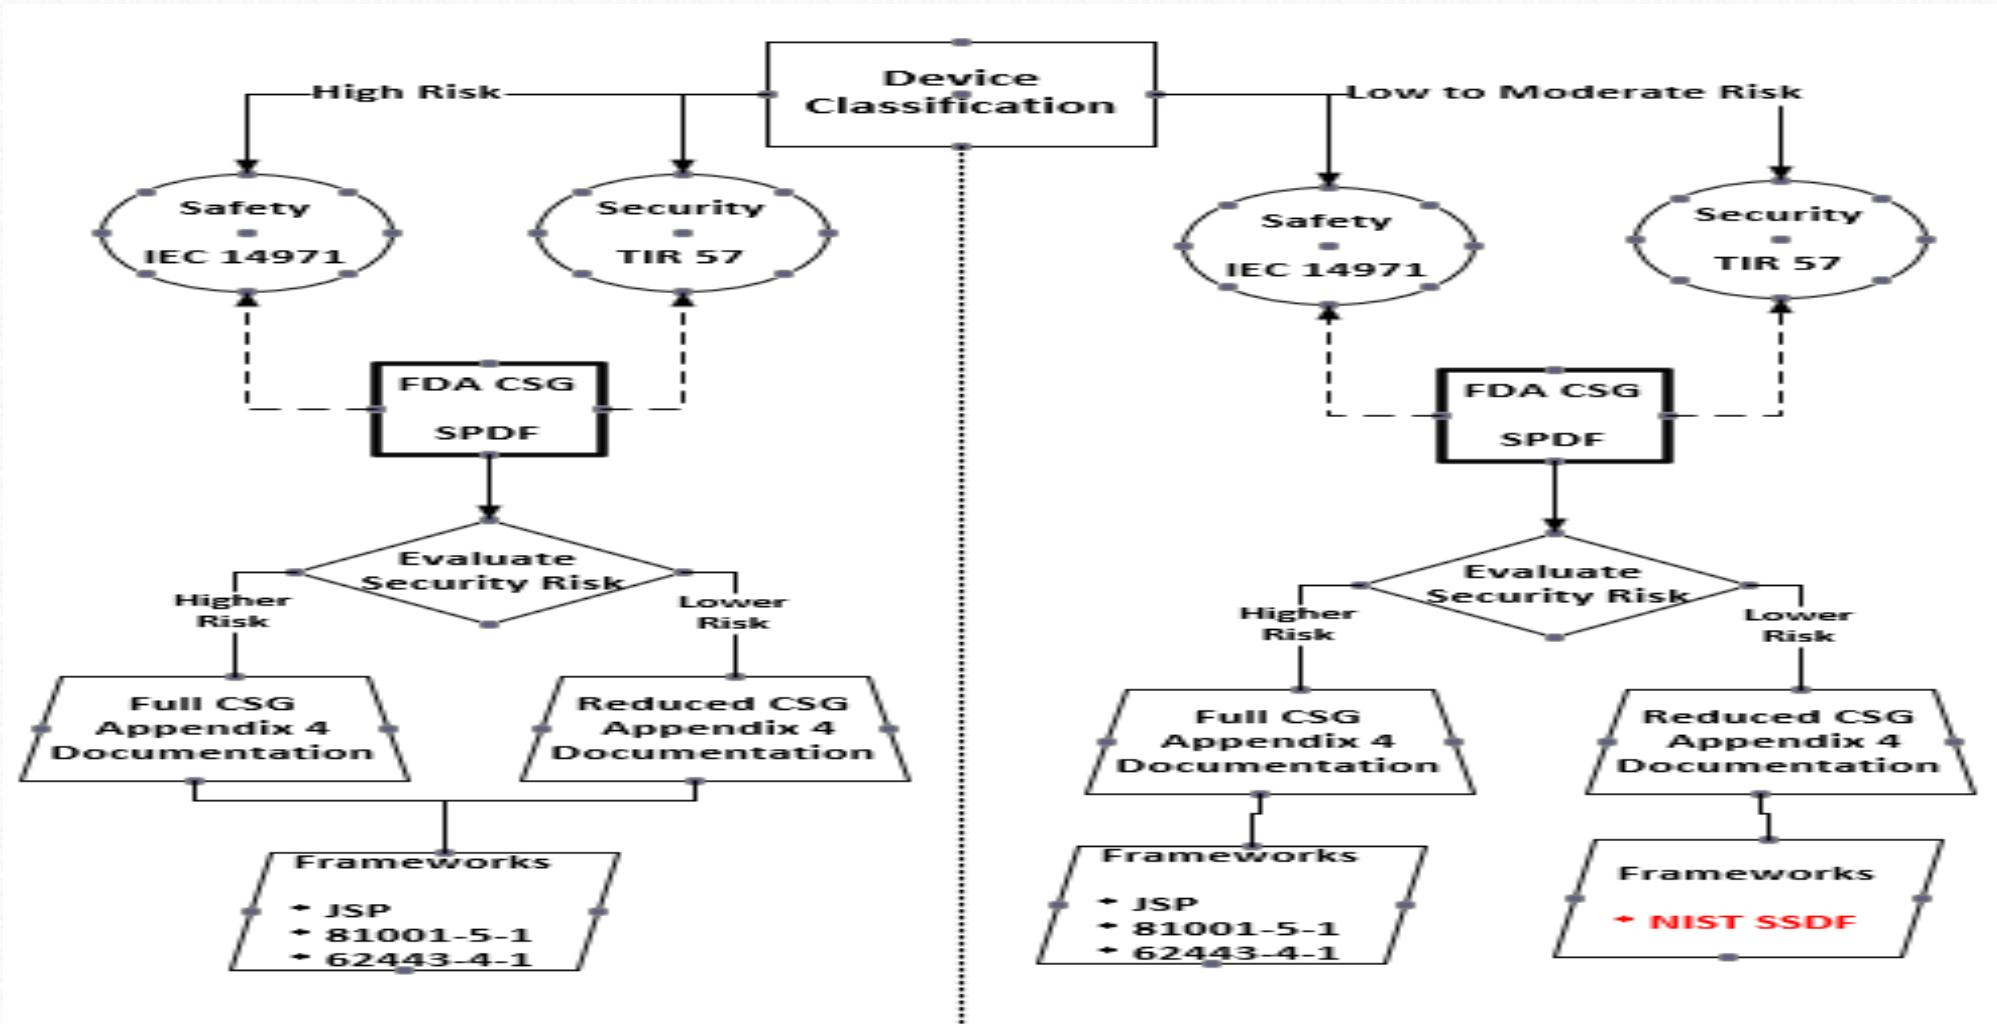 Device
Classification
High Risk
Low to Moderate Risk
Safety
IEC 14971
Security
TIR 57
Safety
IEC 14971
Security
TIR 57
FDA CSG
SPDF
FDA CSG
SPDF
Evaluate
Security Risk
Higher
Risk
Lower
Risk
Evaluate
Security Risk
Higher
Risk
Lower
Risk
Full CSG
Appendix 4
Documentation
Reduced CSG
Appendix 4
Documentation
Full CSG
Appendix 4
Documentation
Reduced CSG
Appendix 4
Documentation
Frameworks
JSP
81001-5-1
62443-4-1
Frameworks
JSP
81001-5-1
62443-4-1
Frameworks
NIST SSDF